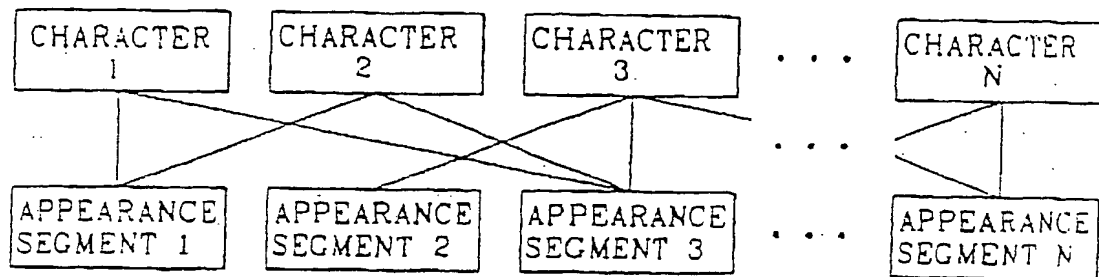 CHARACTER
1
CHARACTER
2
CHARACTER
3
. . .
CHARACTER
N
. . .
APPEARANCE
SEGMENT 1
APPEARANCE
SEGMENT 2
APPEARANCE
SEGMENT 3
. . .
APPEARANCE
SEGMENT N